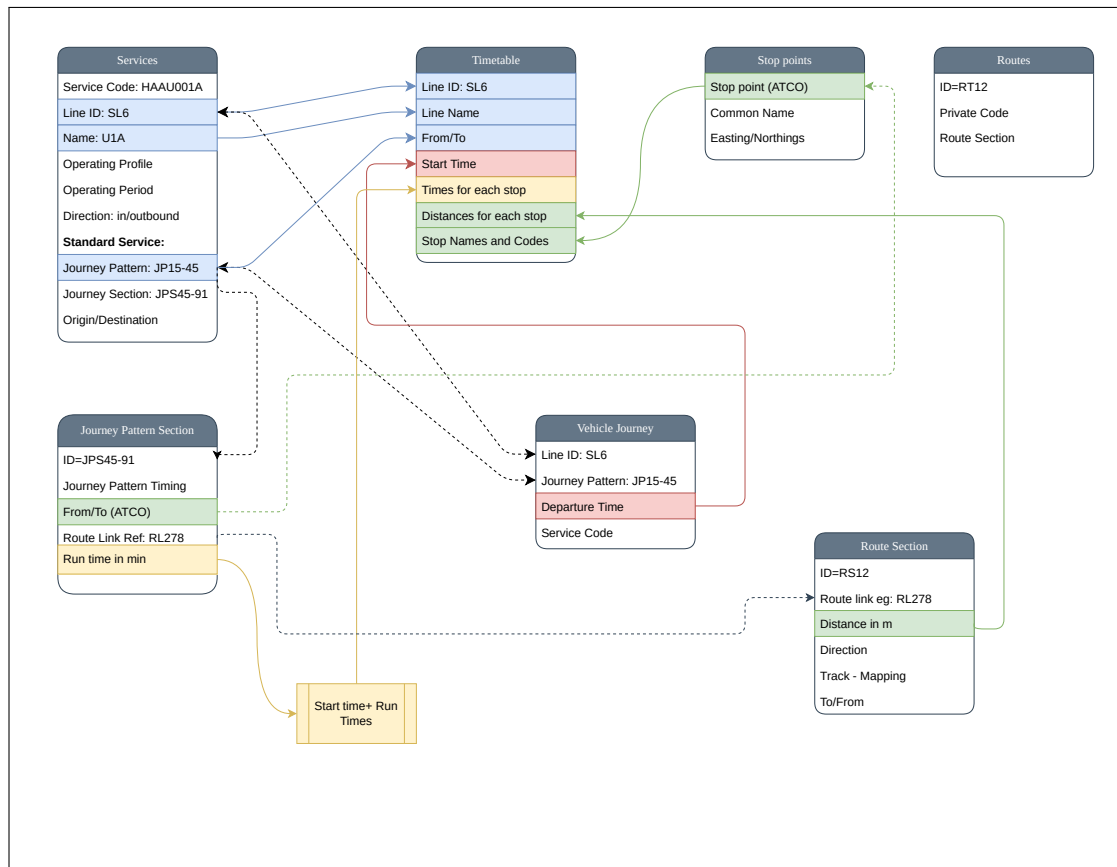 Services
Service Code: HAAU001A
Line ID: SL6
Name: U1A
Operating Profile
Operating Period
Direction: in/outbound
Standard Service:
Journey Pattern: JP15-45
Journey Section: JPS45-91
Origin/Destination
Timetable
Line ID: SL6
Line Name
From/To
Start Time
Times for each stop
Distances for each stop
Stop Names and Codes
Stop points
Stop point (ATCO)
Common Name
Easting/Northings
Routes
ID=RT12
Private Code
Route Section
Journey Pattern Section
ID=JPS45-91
Journey Pattern Timing
From/To (ATCO)
Route Link Ref: RL278
Run time in min
Vehicle Journey
Line ID: SL6
Journey Pattern: JP15-45
Departure Time
Service Code
Route Section
ID=RS12
Route link eg: RL278
Distance in m
Direction
Track - Mapping
To/From
Start time+ Run
Times